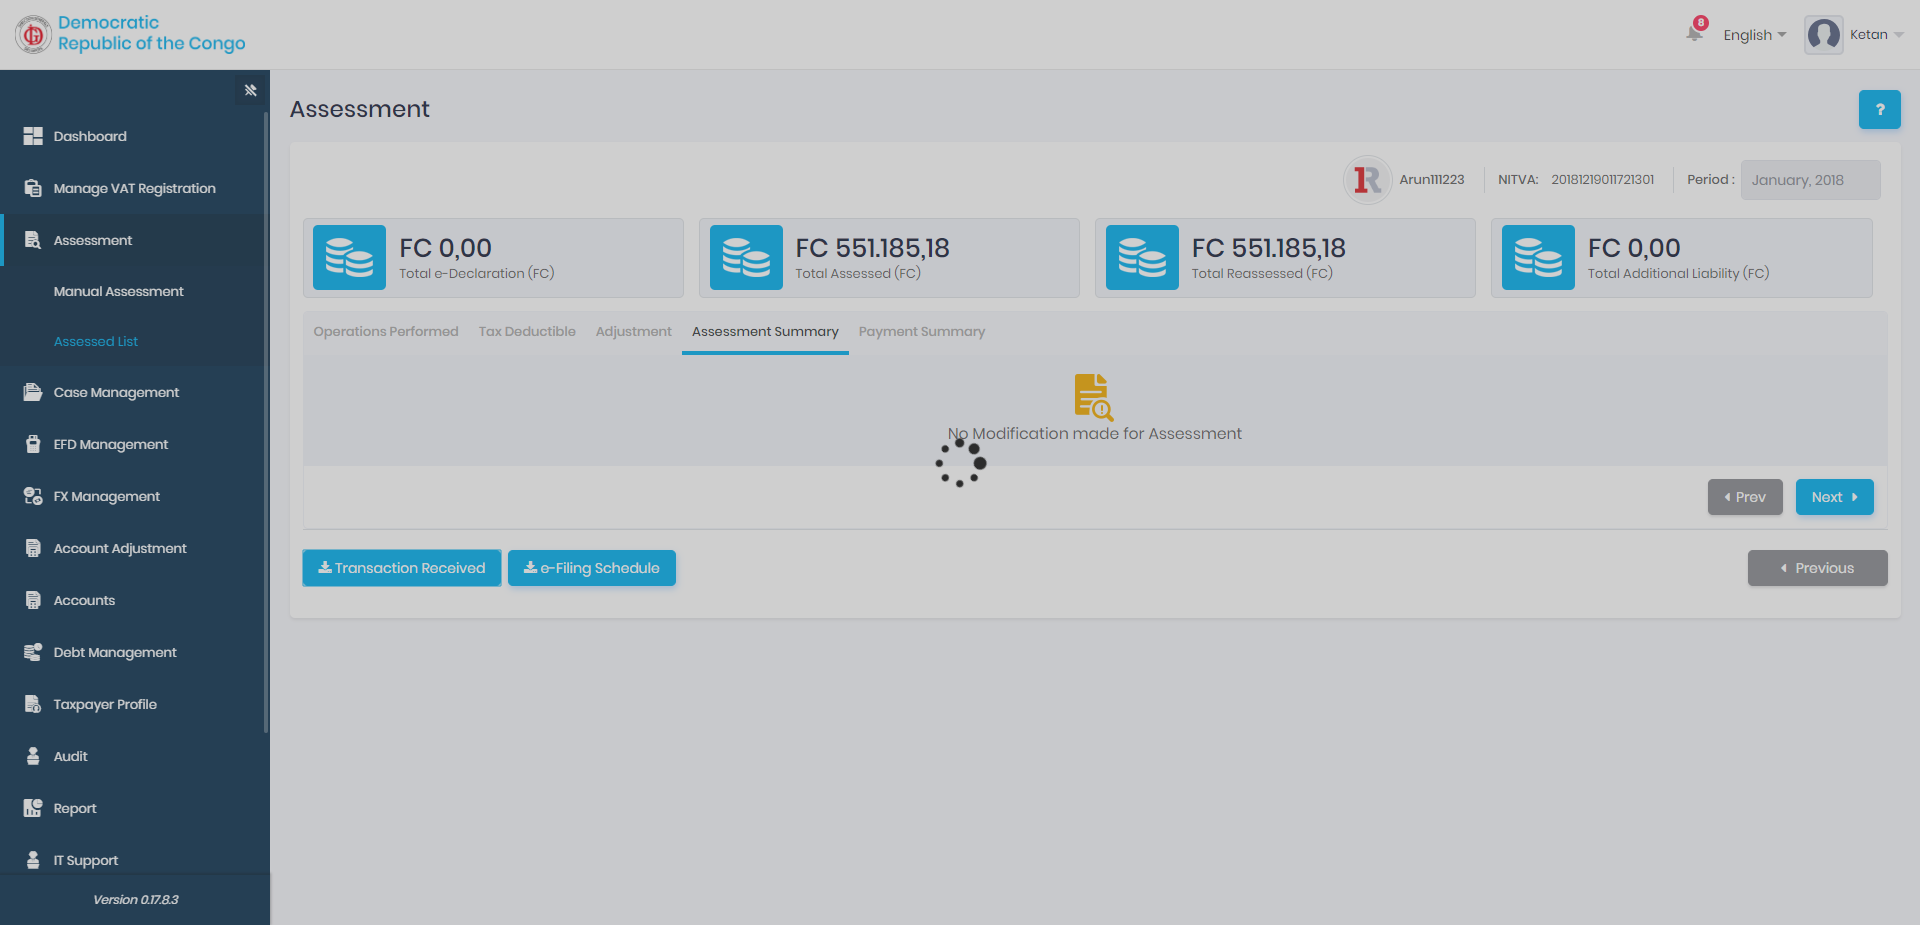 Democratic
Republic of the Congo
8
English
Ketan
Dashboard
Manage VAT Registration
Assessment
Manual Assessment
Assessed List
Case Management
EFD Management
FX Management
Account Adjustment
Accounts
Debt Management
Taxpayer Profile
Audit
Report
IT Support
Version 0.17.8.3
Assessment
?
Arun111223
NITVA: 20181219011721301
Period : January, 2018
FC 0,00
Total e-Declaration (FC)
FC 551.185,18
Total Assessed (FC)
FC 551.185,18
Total Reassessed (FC)
FC 0,00
Total Additional Liability (FC)
Operations Performed Tax Deductible Adjustment Assessment Summary Payment Summary
No Modification made for Assessment
Prev Next
Transaction Received e-Filing Schedule Previous